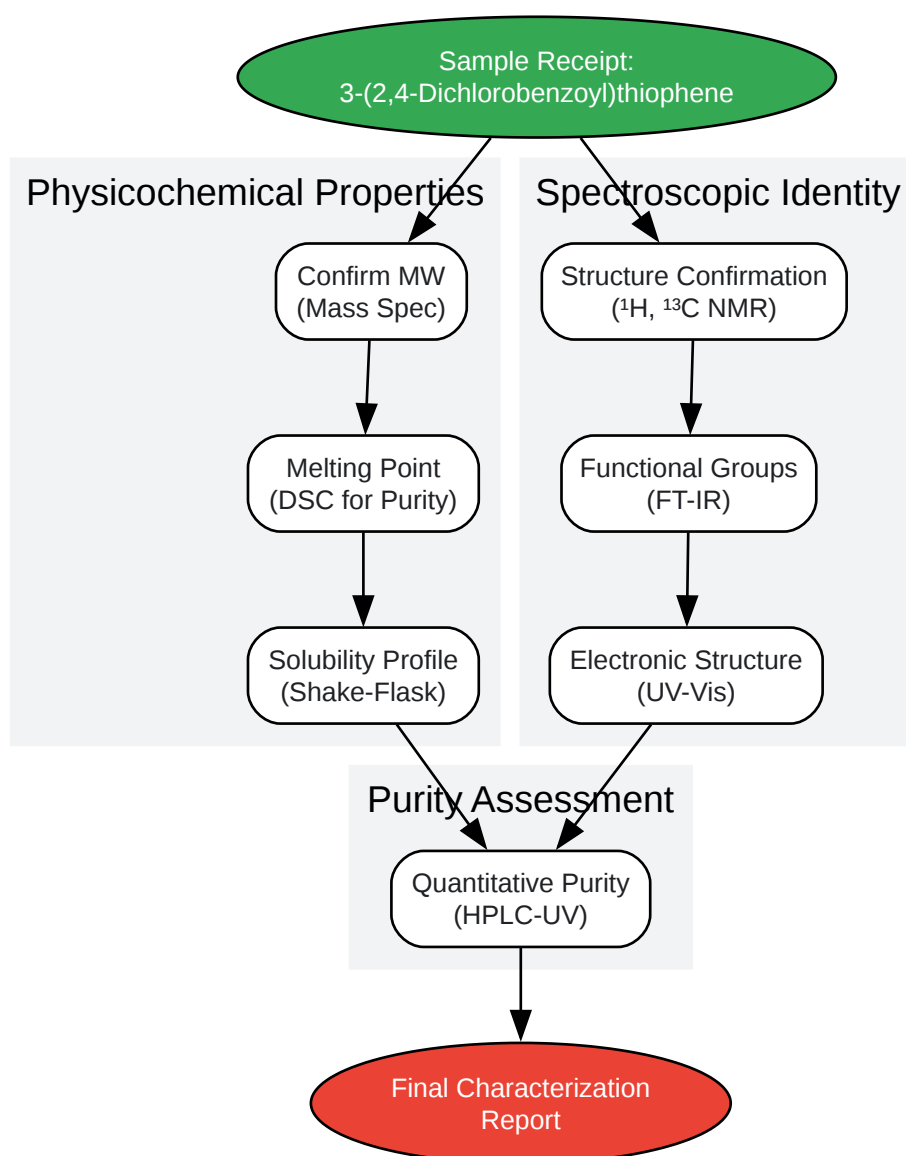 Sample Receipt:
3-(2,4-Dichlorobenzoyl)thiophene
Physicochemical Properties
Confirm MW
(Mass Spec)
Melting Point
(DSC for Purity)
Solubility Profile
(Shake-Flask)
Spectroscopic Identity
Structure Confirmation
(¹H, ¹³C NMR)
Functional Groups
(FT-IR)
Electronic Structure
(UV-Vis)
Purity Assessment
Quantitative Purity
(HPLC-UV)
Final Characterization
Report